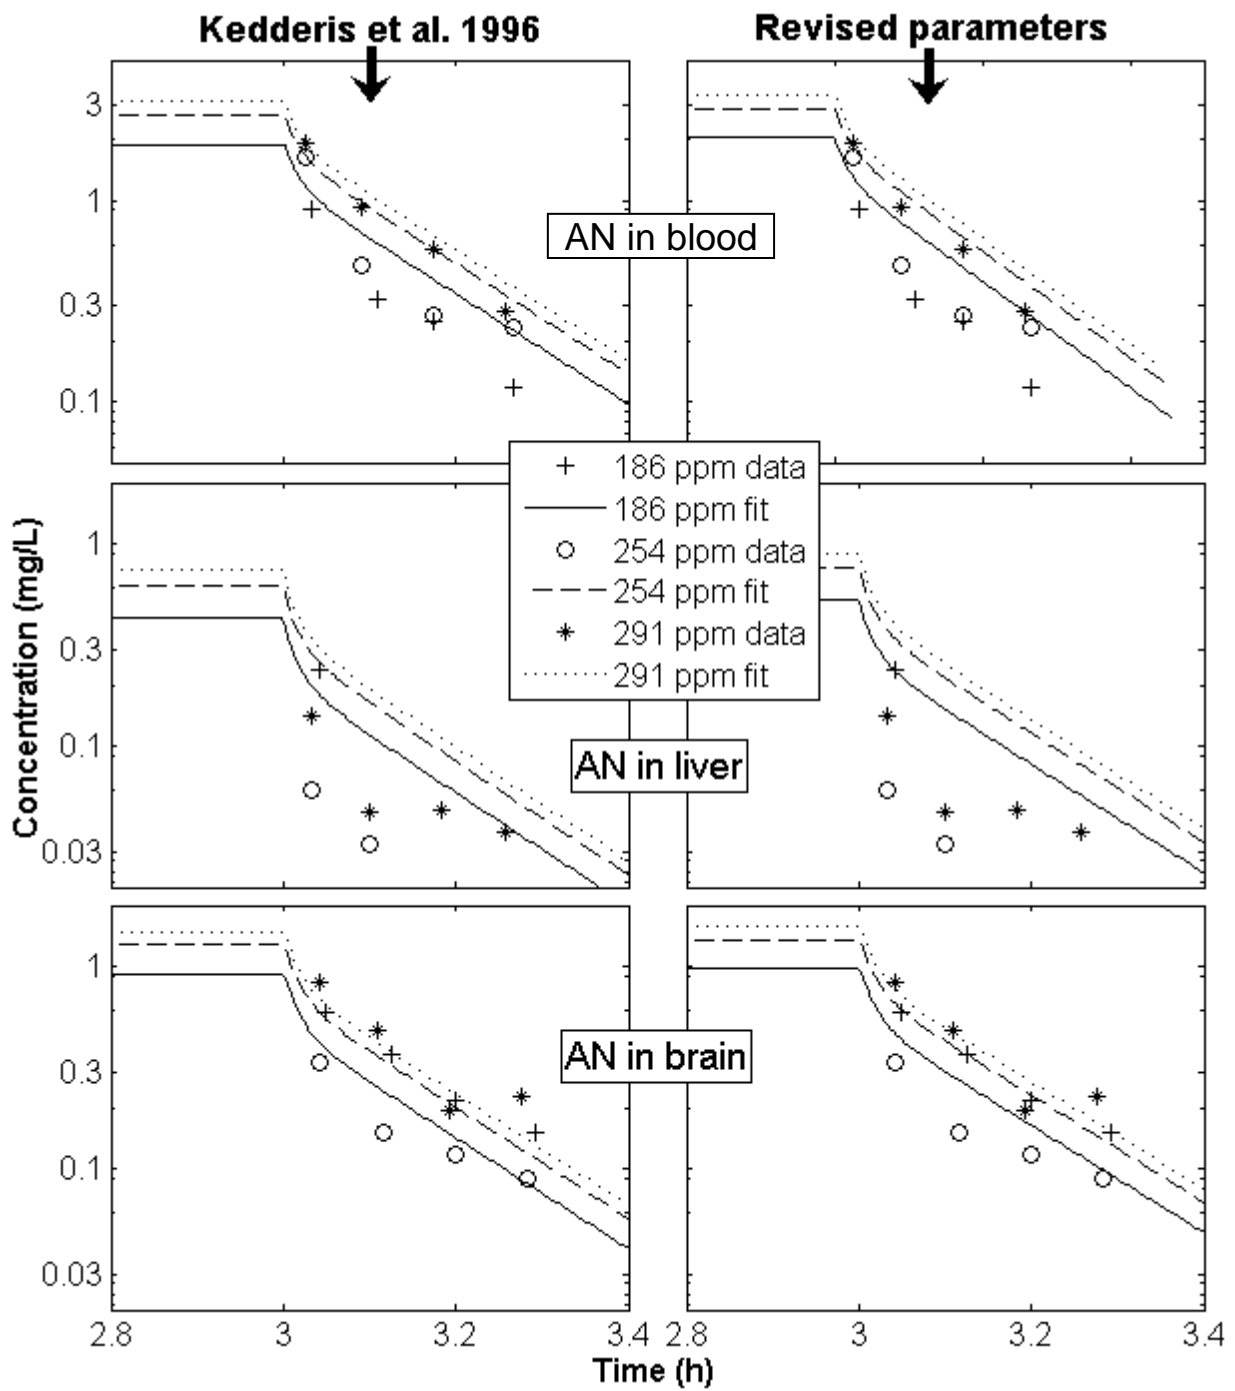 Kedderis et al. 1996
Revised parameters
3
1
0.3
0.1
AN in blood
186 ppm data
186 ppm fit
254 ppm data
254 ppm fit
291 ppm data
291 ppm fit
Concentration (mg/L)
1
0.3
0.1
0.03
AN in liver
1
0.3
0.1
0.03
AN in brain
2.8
3
3.2
3.4
2.8
3
3.2
3.4
Time (h)